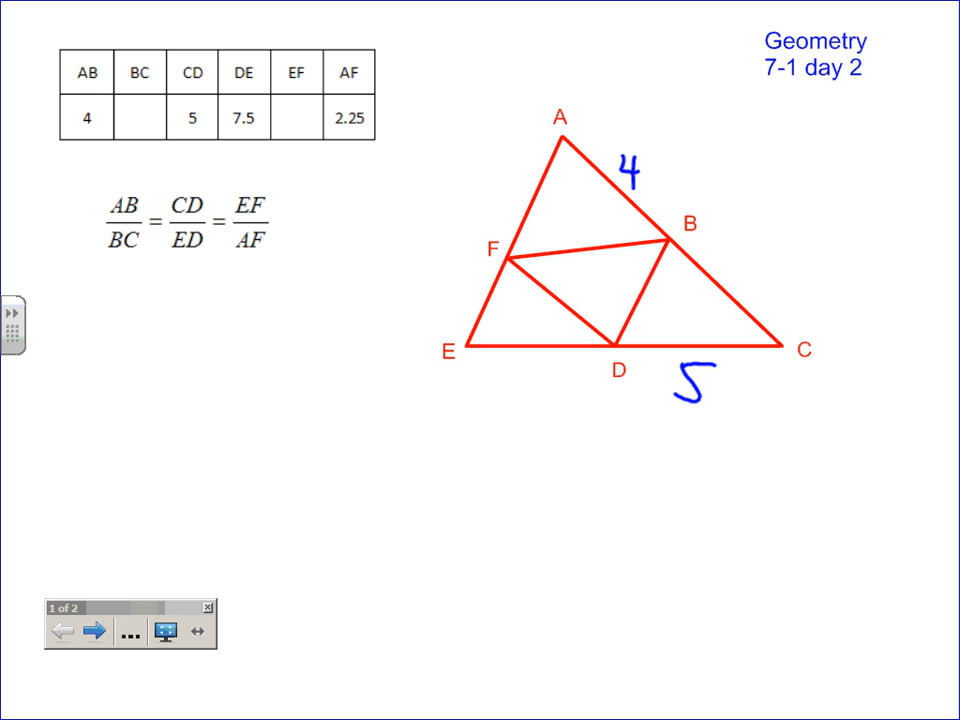 Geometry
7-1 day 2
AB BC CD DE EF AF
4 5 7.5 2.25
AB/BC = CD/ED = EF/AF
A
4
B
F
E
D
C
5
1 of 2
...